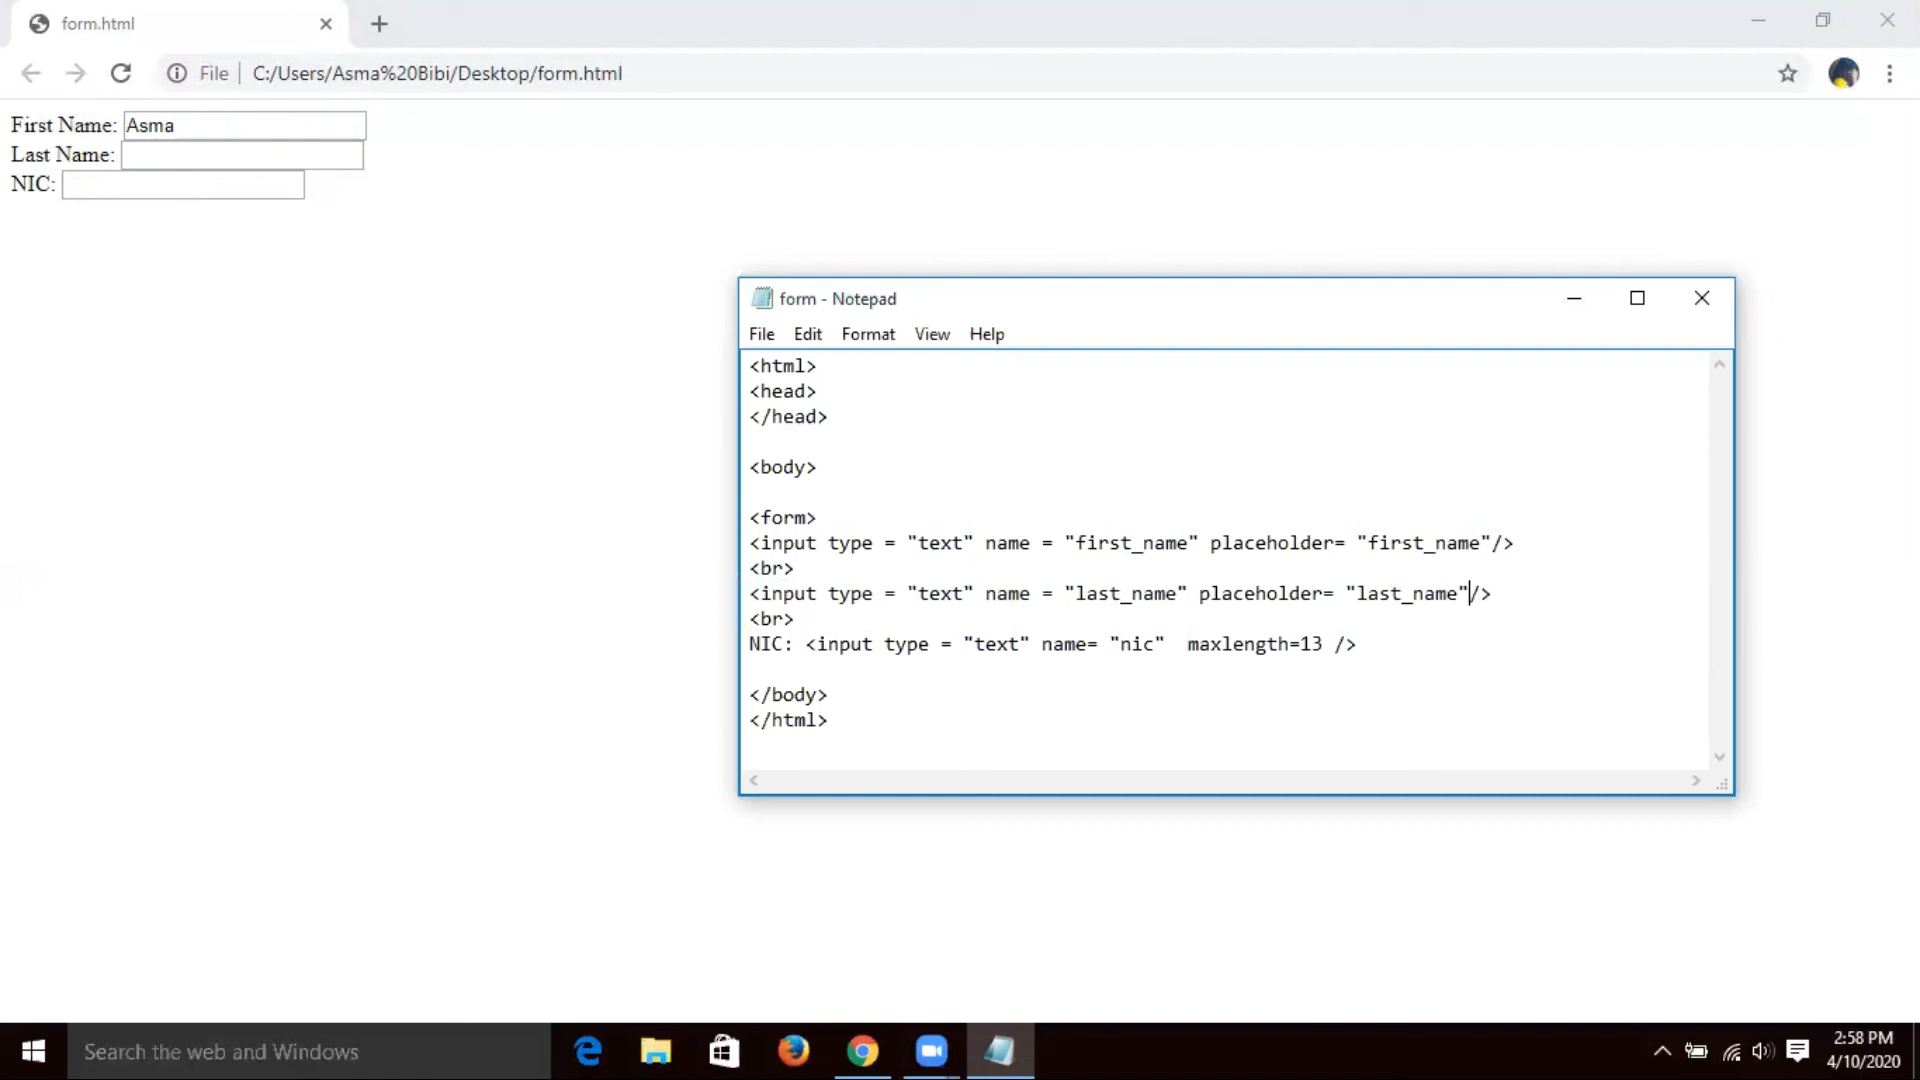 form.html
File C:/Users/Asma%20Bibi/Desktop/form.html
First Name: Asma
Last Name:
NIC:
form - Notepad
File Edit Format View Help
<html>
<head>
</head>
<body>
<form>
<input type = "text" name = "first_name" placeholder= "first_name"/>
<br>
<input type = "text" name = "last_name" placeholder= "last_name"/>
<br>
NIC: <input type = "text" name= "nic"  maxlength=13 />
</body>
</html>
Search the web and Windows
2:58 PM
4/10/2020